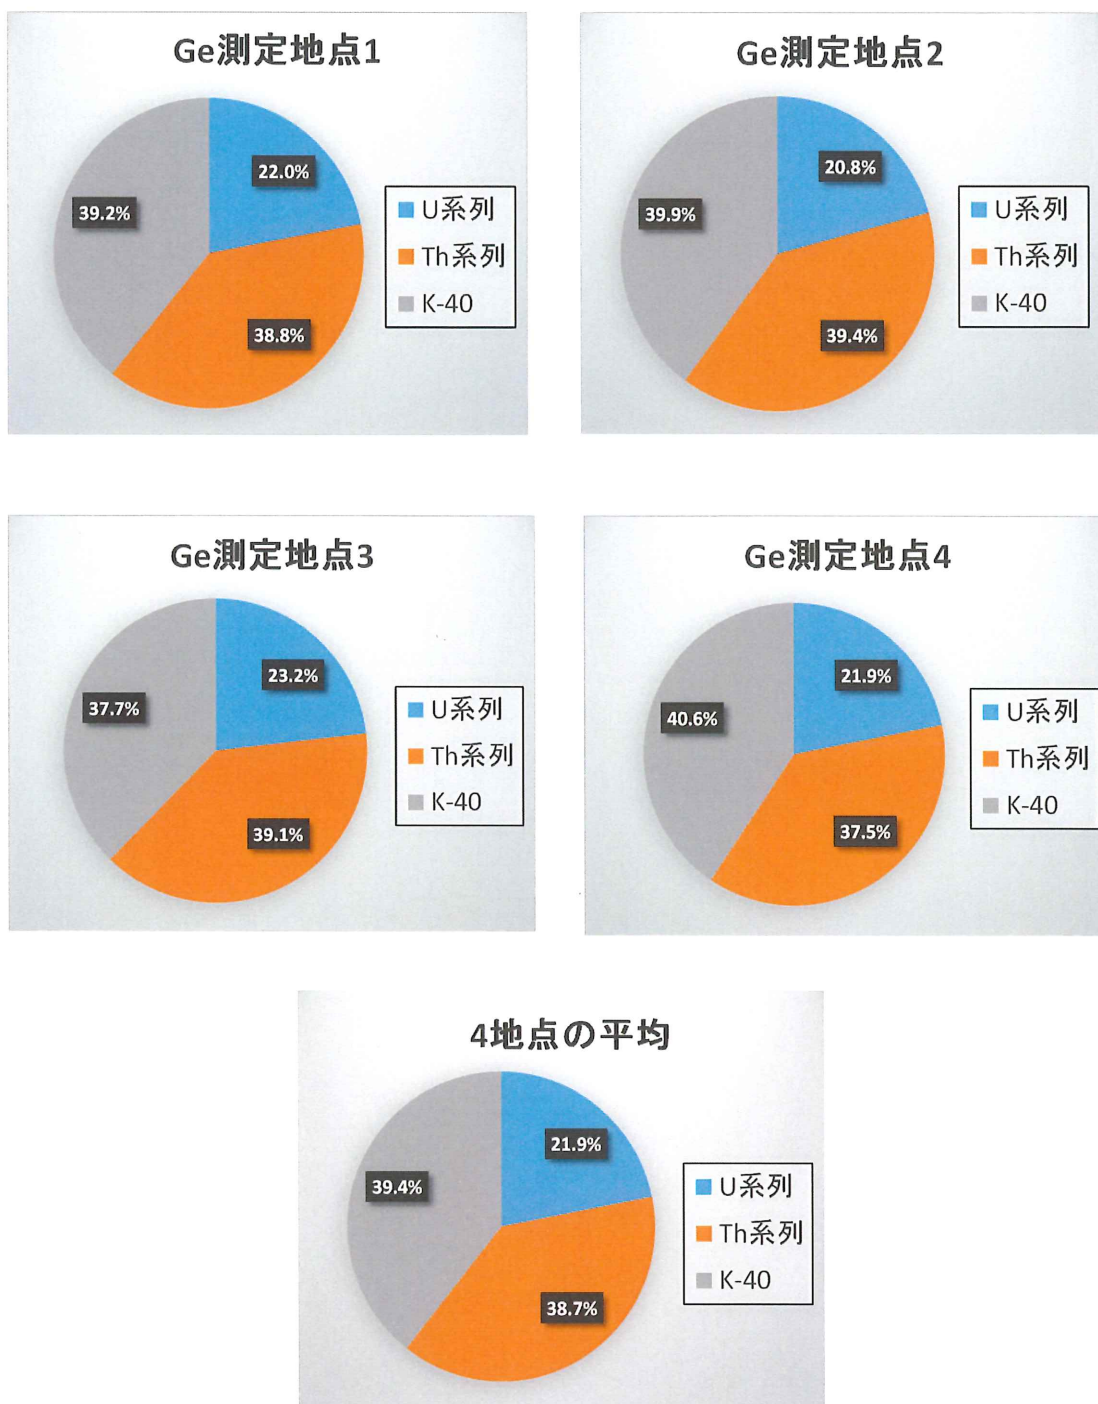 Ge測定地点1
22.0%
39.2%
38.8%
U系列
Th系列
K-40
Ge測定地点2
20.8%
39.9%
39.4%
U系列
Th系列
K-40
Ge測定地点3
23.2%
37.7%
39.1%
U系列
Th系列
K-40
Ge測定地点4
21.9%
40.6%
37.5%
U系列
Th系列
K-40
4地点の平均
21.9%
39.4%
38.7%
U系列
Th系列
K-40